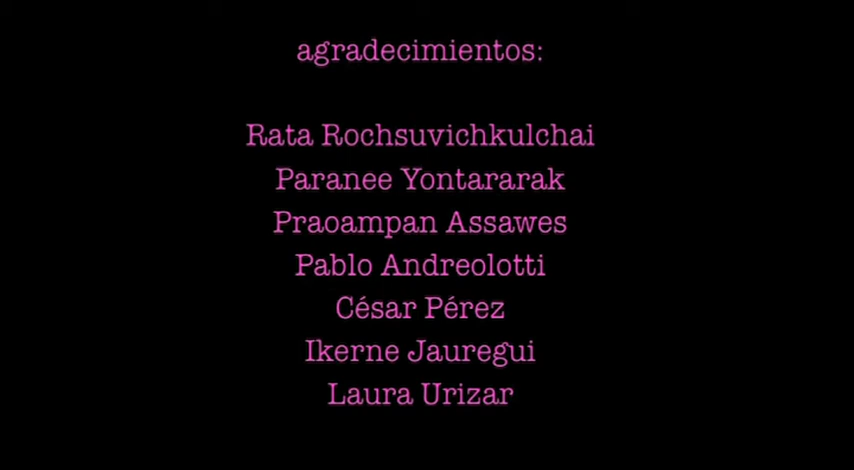 agradecimientos:
Rata Rochsuvichkulchai
Paranee Yontararak
Praoampan Assawes
Pablo Andreolotti
César Pérez
Ikerne Jauregui
Laura Urizar